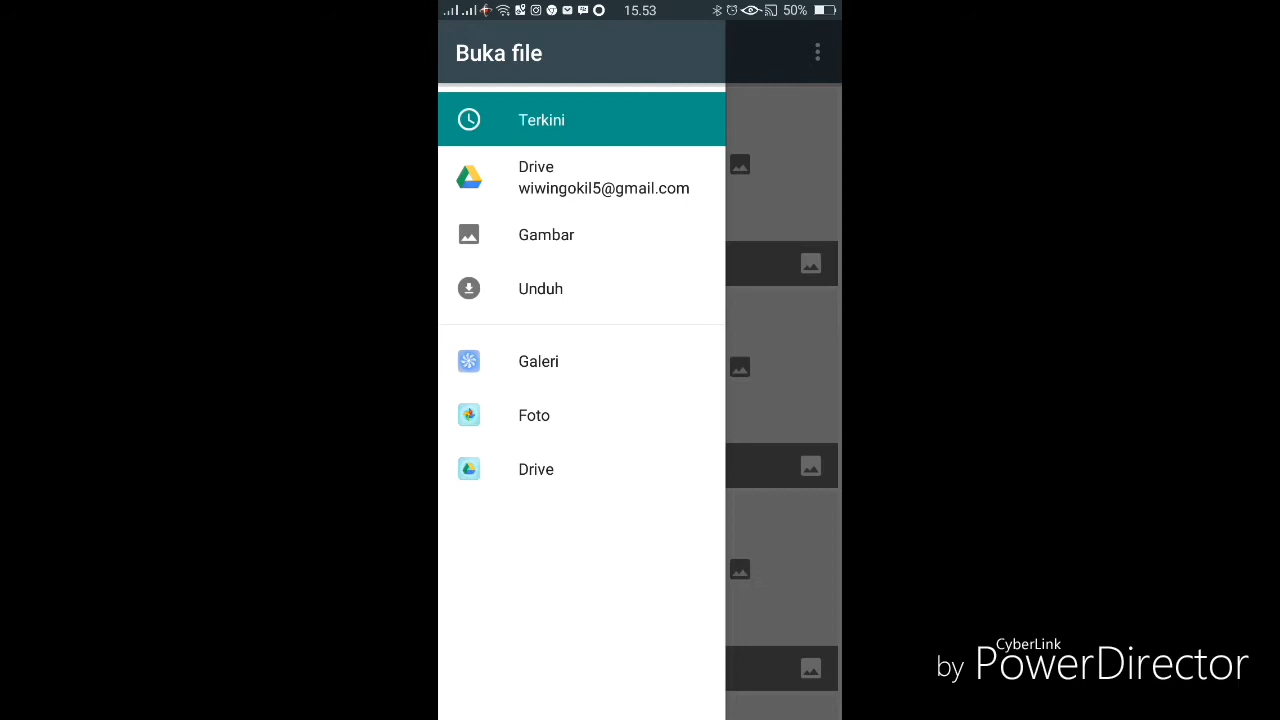 15.53
50%
Buka file
Terkini
Drive
wiwingokil5@gmail.com
Gambar
Unduh
Galeri
Foto
Drive
CyberLink
by PowerDirector